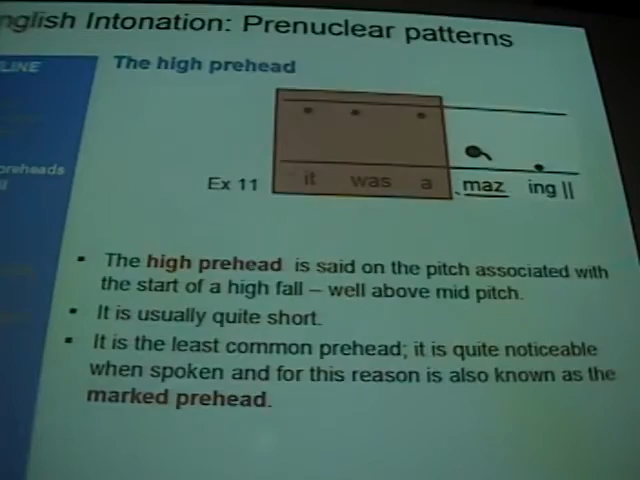 nglish Intonation: Prenuclear patterns
LINE
The high prehead
preheads
Ex 11 it was a ˎmaz ing ||
▪ The high prehead is said on the pitch associated with
the start of a high fall – well above mid pitch.
▪ It is usually quite short.
▪ It is the least common prehead; it is quite noticeable
when spoken and for this reason is also known as the
marked prehead.